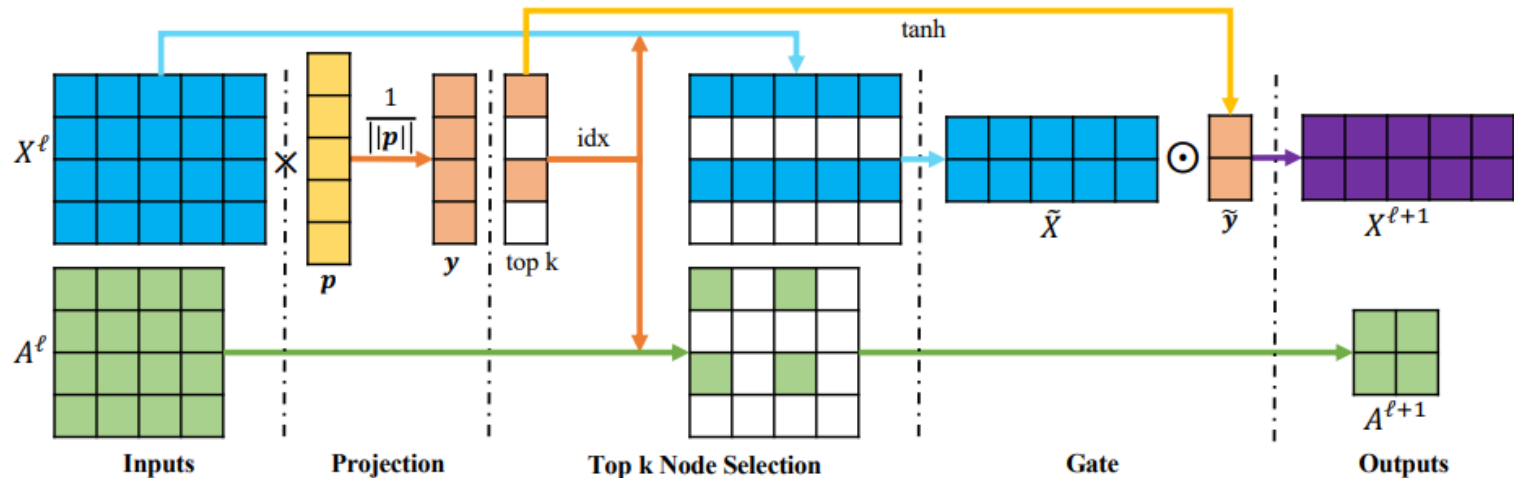 tanh
X^ℓ
×
1
||p||
idx
⊙
p
y
top k
X̃
ỹ
X^{ℓ+1}
A^ℓ
A^{ℓ+1}
Inputs
Projection
Top k Node Selection
Gate
Outputs